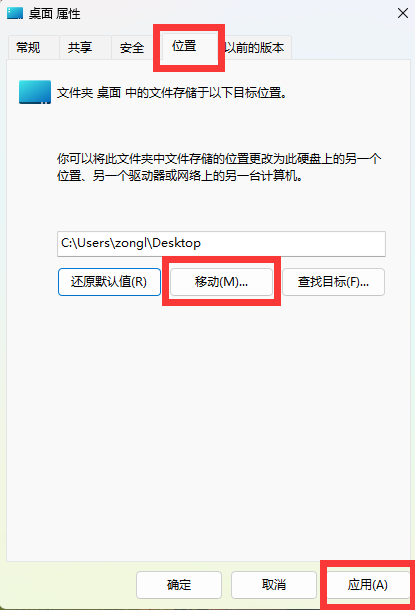 桌面 属性
常规 共享 安全 位置 以前的版本
文件夹 桌面 中的文件存储于以下目标位置。
你可以将此文件夹中文件存储的位置更改为此硬盘上的另一个
位置、另一个驱动器或网络上的另一台计算机。
C:\Users\zongl\Desktop
还原默认值(R) 移动(M)... 查找目标(F)...
确定 取消 应用(A)